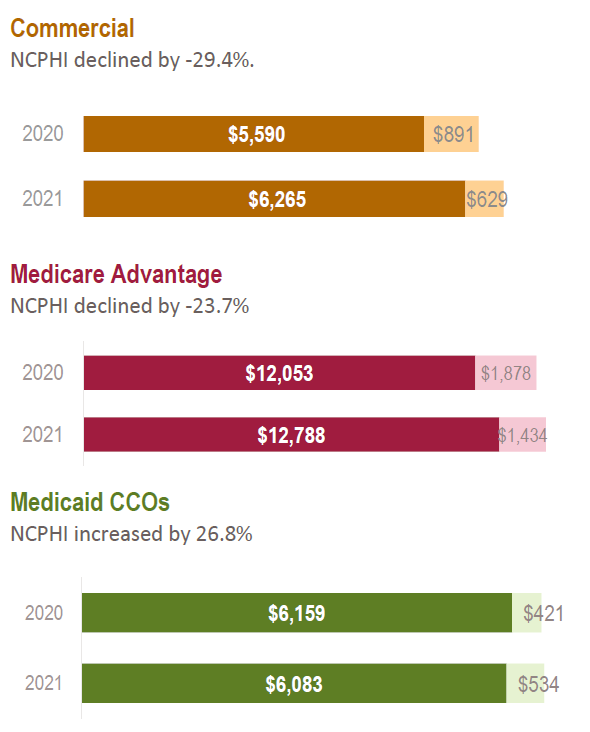 Commercial
NCPHI declined by -29.4%.
2020 $5,590 $891
2021 $6,265 $629
Medicare Advantage
NCPHI declined by -23.7%
2020 $12,053 $1,878
2021 $12,788 $1,434
Medicaid CCOs
NCPHI increased by 26.8%
2020 $6,159 $421
2021 $6,083 $534